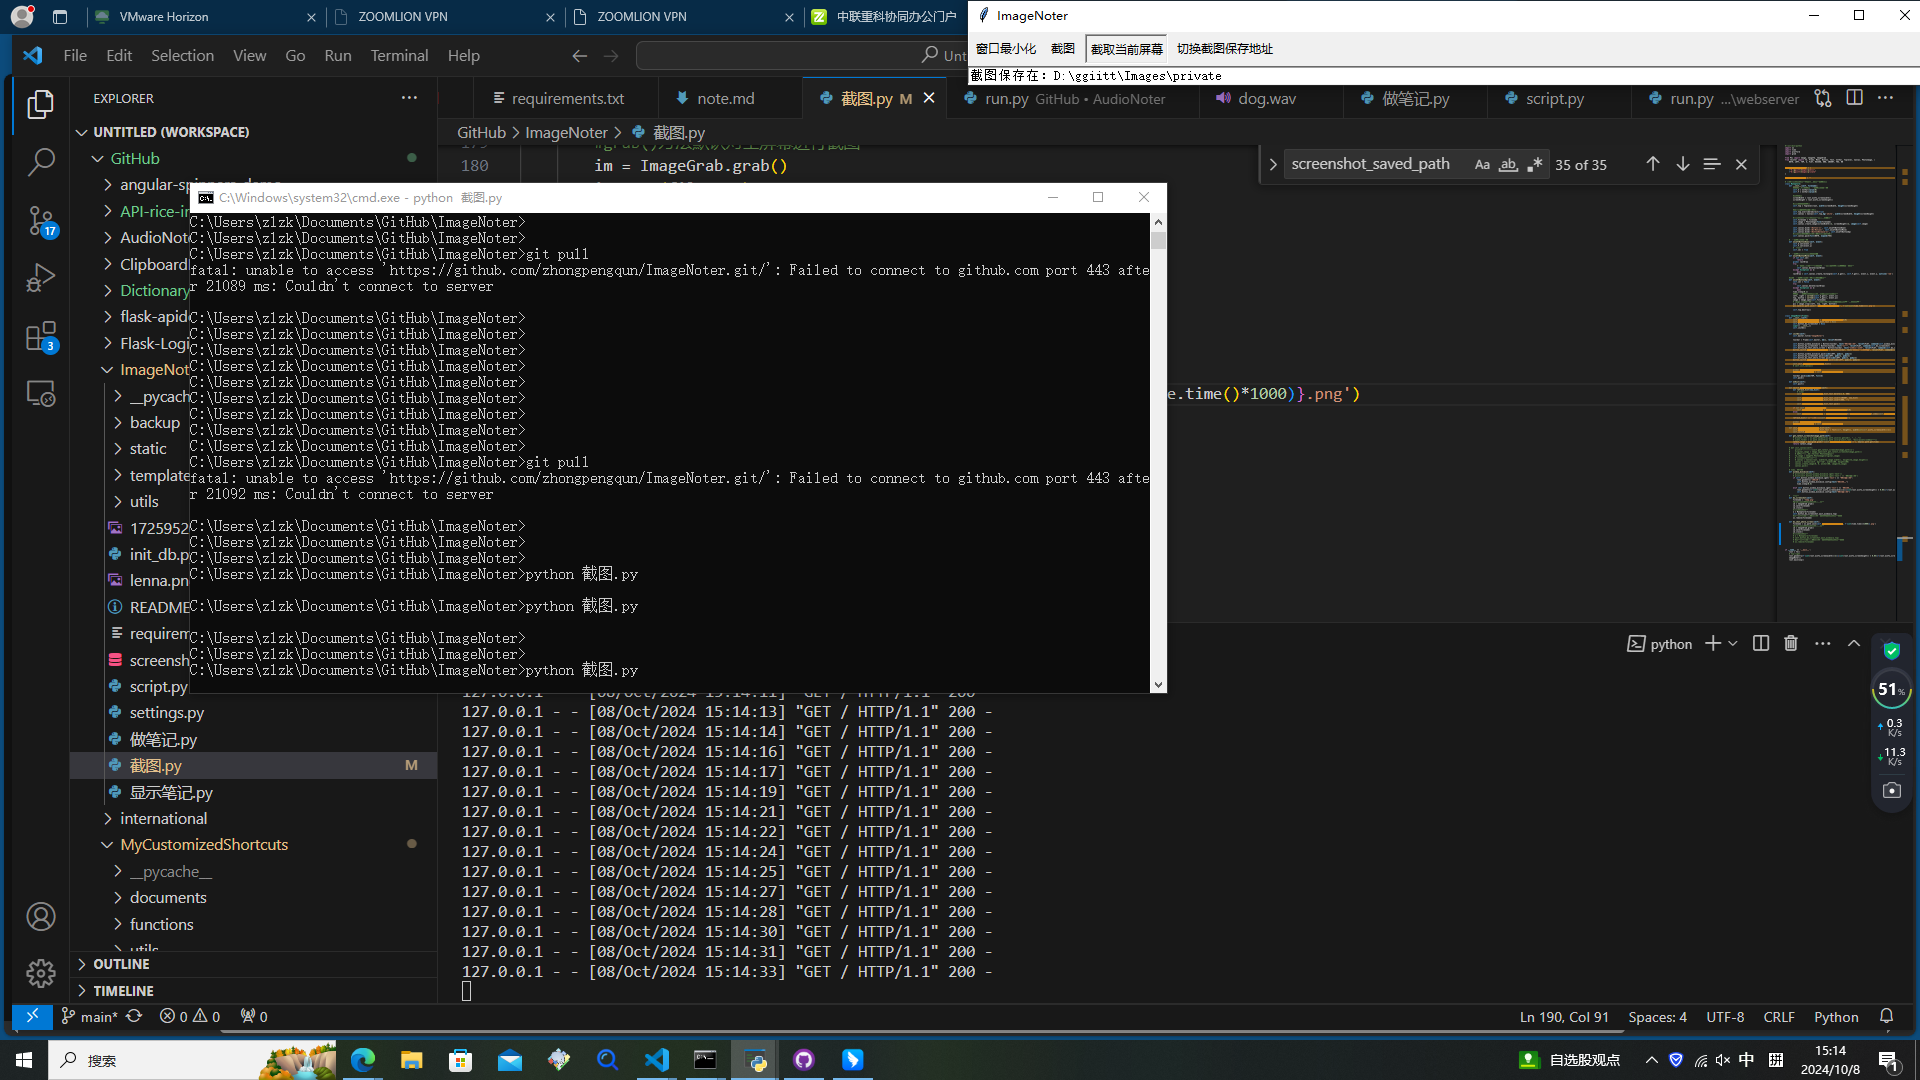 VMware Horizon
ZOOMLION VPN
ZOOMLION VPN
中联重科协同办公门户
ImageNoter
窗口最小化 截图 截取当前屏幕 切换截图保存地址
截图保存在: D:\ggiitt\Images\private
File Edit Selection View Go Run Terminal Help
Unt
EXPLORER
requirements.txt
note.md
截图.py M
run.py GitHub • AudioNoter
dog.wav
做笔记.py
script.py
run.py ...\webserver
UNTITLED (WORKSPACE)
GitHub > ImageNoter > 截图.py
GitHub
180 im = ImageGrab.grab()
screenshot_saved_path Aa ab 35 of 35
API-rice-in
AudioNote
Clipboard
Dictionary
flask-apid
Flask-Logi
ImageNot
__pycach
backup
static
template
utils
1725952
init_db.p
lenna.pn
README
requirem
screensh
script.py
settings.py
做笔记.py
截图.py M
显示笔记.py
international
MyCustomizedShortcuts
__pycache__
documents
functions
utils
OUTLINE
TIMELINE
17
3
C:\Windows\system32\cmd.exe - python 截图.py
C:\Users\zlzk\Documents\GitHub\ImageNoter>
C:\Users\zlzk\Documents\GitHub\ImageNoter>
C:\Users\zlzk\Documents\GitHub\ImageNoter>git pull
fatal: unable to access 'https://github.com/zhongpengqun/ImageNoter.git/': Failed to connect to github.com port 443 afte
r 21089 ms: Couldn't connect to server
C:\Users\zlzk\Documents\GitHub\ImageNoter>
C:\Users\zlzk\Documents\GitHub\ImageNoter>
C:\Users\zlzk\Documents\GitHub\ImageNoter>
C:\Users\zlzk\Documents\GitHub\ImageNoter>
C:\Users\zlzk\Documents\GitHub\ImageNoter>
C:\Users\zlzk\Documents\GitHub\ImageNoter>
C:\Users\zlzk\Documents\GitHub\ImageNoter>
C:\Users\zlzk\Documents\GitHub\ImageNoter>
C:\Users\zlzk\Documents\GitHub\ImageNoter>
C:\Users\zlzk\Documents\GitHub\ImageNoter>git pull
fatal: unable to access 'https://github.com/zhongpengqun/ImageNoter.git/': Failed to connect to github.com port 443 afte
r 21092 ms: Couldn't connect to server
C:\Users\zlzk\Documents\GitHub\ImageNoter>
C:\Users\zlzk\Documents\GitHub\ImageNoter>
C:\Users\zlzk\Documents\GitHub\ImageNoter>
C:\Users\zlzk\Documents\GitHub\ImageNoter>python 截图.py
C:\Users\zlzk\Documents\GitHub\ImageNoter>python 截图.py
C:\Users\zlzk\Documents\GitHub\ImageNoter>
C:\Users\zlzk\Documents\GitHub\ImageNoter>
C:\Users\zlzk\Documents\GitHub\ImageNoter>python 截图.py
e.time()*1000)}.png')
python
127.0.0.1 - - [08/Oct/2024 15:14:11] "GET / HTTP/1.1" 200 -
127.0.0.1 - - [08/Oct/2024 15:14:13] "GET / HTTP/1.1" 200 -
127.0.0.1 - - [08/Oct/2024 15:14:14] "GET / HTTP/1.1" 200 -
127.0.0.1 - - [08/Oct/2024 15:14:16] "GET / HTTP/1.1" 200 -
127.0.0.1 - - [08/Oct/2024 15:14:17] "GET / HTTP/1.1" 200 -
127.0.0.1 - - [08/Oct/2024 15:14:19] "GET / HTTP/1.1" 200 -
127.0.0.1 - - [08/Oct/2024 15:14:21] "GET / HTTP/1.1" 200 -
127.0.0.1 - - [08/Oct/2024 15:14:22] "GET / HTTP/1.1" 200 -
127.0.0.1 - - [08/Oct/2024 15:14:24] "GET / HTTP/1.1" 200 -
127.0.0.1 - - [08/Oct/2024 15:14:25] "GET / HTTP/1.1" 200 -
127.0.0.1 - - [08/Oct/2024 15:14:27] "GET / HTTP/1.1" 200 -
127.0.0.1 - - [08/Oct/2024 15:14:28] "GET / HTTP/1.1" 200 -
127.0.0.1 - - [08/Oct/2024 15:14:30] "GET / HTTP/1.1" 200 -
127.0.0.1 - - [08/Oct/2024 15:14:31] "GET / HTTP/1.1" 200 -
127.0.0.1 - - [08/Oct/2024 15:14:33] "GET / HTTP/1.1" 200 -
51%
0.3
K/s
11.3
K/s
main* 0 0 0
Ln 190, Col 91 Spaces: 4 UTF-8 CRLF Python
搜索
自选股观点
中
拼
15:14
2024/10/8
1